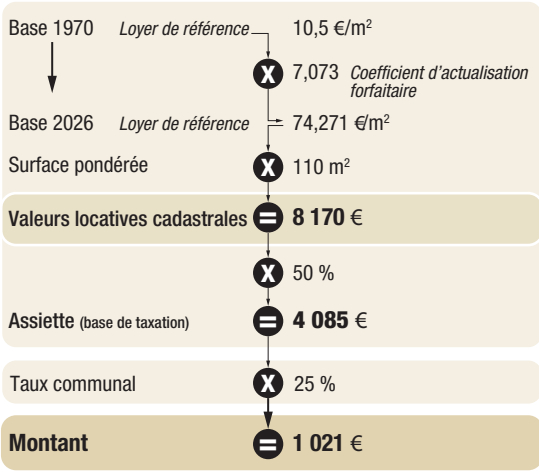 Base 1970 Loyer de référence 10,5 €/m²
X 7,073 Coefficient d'actualisation
forfaitaire
Base 2026 Loyer de référence 74,271 €/m²
Surface pondérée X 110 m²
Valeurs locatives cadastrales = 8 170 €
X 50 %
Assiette (base de taxation) = 4 085 €
Taux communal X 25 %
Montant = 1 021 €